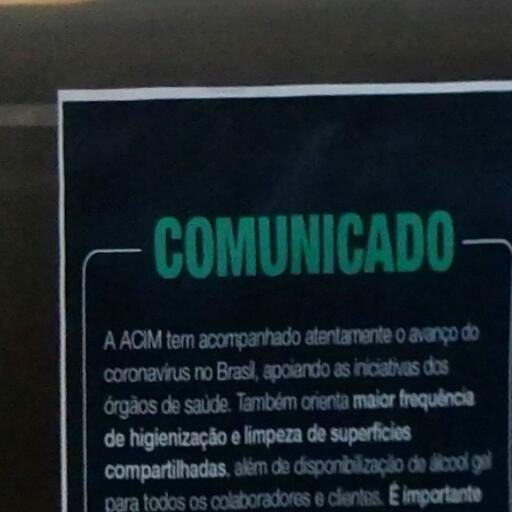 COMUNICADO
A ACIM tem acompanhado atentamente o avanço do
coronavírus no Brasil, apoiando as iniciativas dos
órgãos de saúde. Também orienta maior frequência
de higienização e limpeza de superfícies
compartilhadas, além de disponibilização de álcool gel
para todos os colaboradores e clientes. É importante